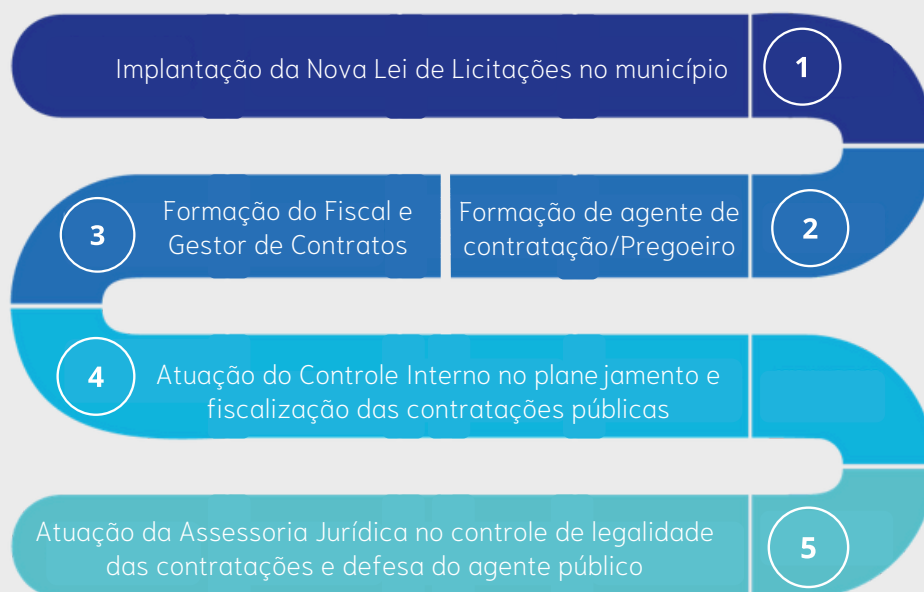 Implantação da Nova Lei de Licitações no município
1
Formação de agente de
contratação/Pregoeiro
2
3
Formação do Fiscal e
Gestor de Contratos
4
Atuação do Controle Interno no planejamento e
fiscalização das contratações públicas
Atuação da Assessoria Jurídica no controle de legalidade
das contratações e defesa do agente público
5